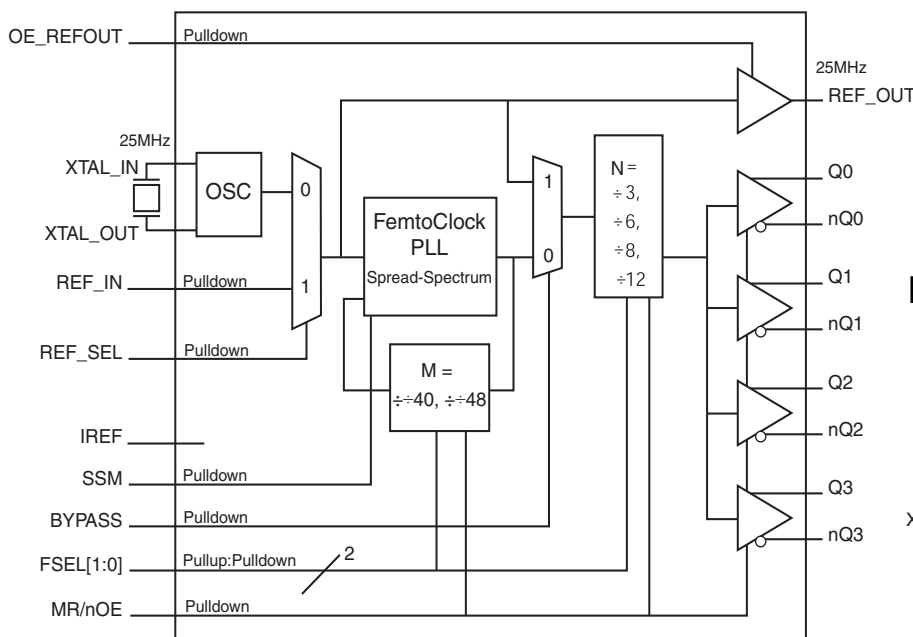 OE_REFOUT
Pulldown
25MHz
REF_OUT
25MHz
XTAL_IN
OSC
XTAL_OUT
0
1
REF_IN
Pulldown
REF_SEL
Pulldown
FemtoClock
PLL
Spread-Spectrum
1
0
N =
÷3,
÷6,
÷8,
÷12
M =
÷÷40, ÷÷48
Q0
nQ0
Q1
nQ1
Q2
nQ2
Q3
nQ3
IREF
SSM
Pulldown
BYPASS
Pulldown
FSEL[1:0]
Pullup:Pulldown
2
MR/nOE
Pulldown
X